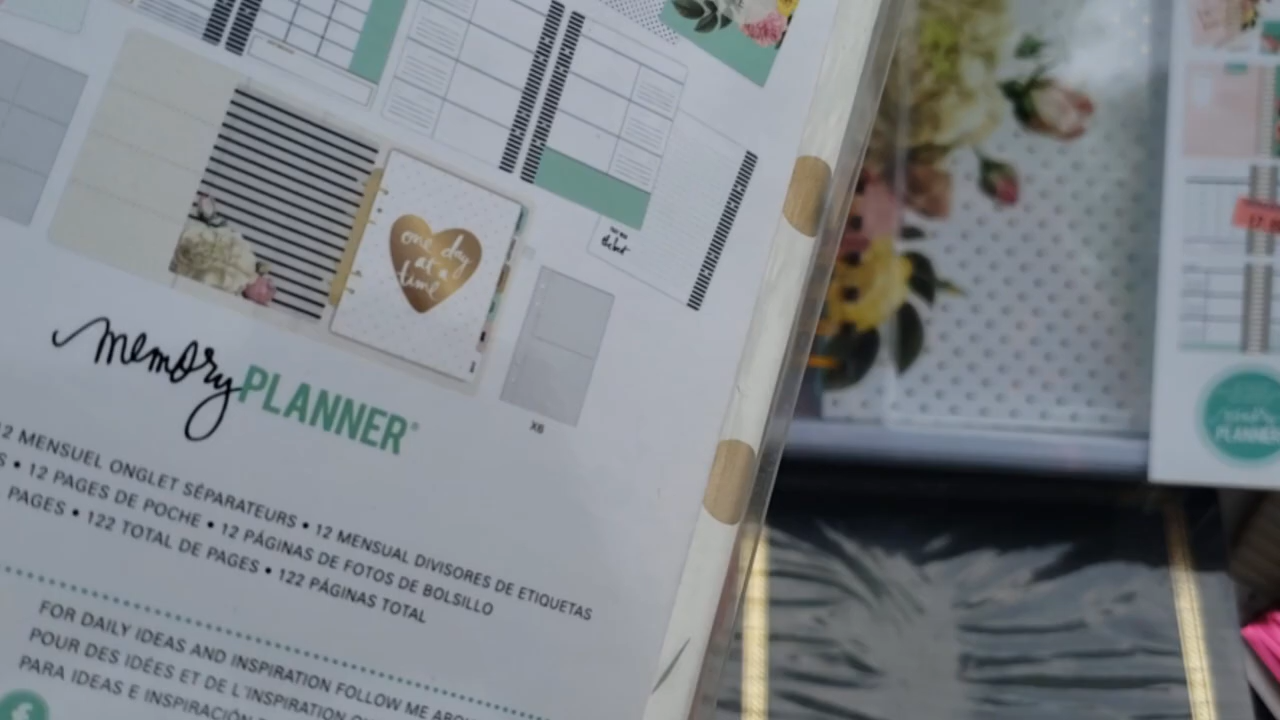 one day
at a
time
X6
memory PLANNER®
12 MENSUEL ONGLET SÉPARATEURS • 12 MENSUAL DIVISORES DE ETIQUETAS
S • 12 PAGES DE POCHE • 12 PÁGINAS DE FOTOS DE BOLSILLO
PAGES • 122 TOTAL DE PAGES • 122 PÁGINAS TOTAL
FOR DAILY IDEAS AND INSPIRATION FOLLOW ME ABO
POUR DES IDÉES ET DE L'INSPIRATION
PARA IDEAS E INSPIRACIÓN
PLANNER